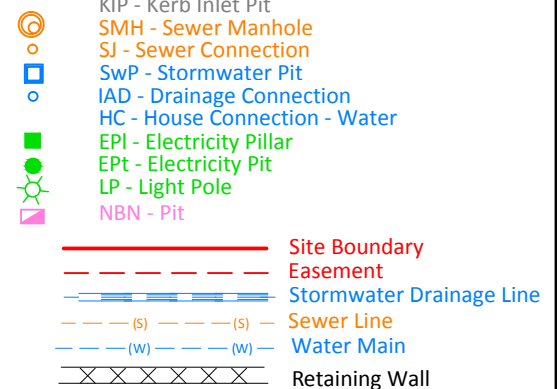 KIP - Kerb Inlet Pit
SMH - Sewer Manhole
SJ - Sewer Connection
SwP - Stormwater Pit
IAD - Drainage Connection
HC - House Connection - Water
EPl - Electricity Pillar
EPt - Electricity Pit
LP - Light Pole
NBN - Pit
Site Boundary
Easement
Stormwater Drainage Line
(S) (S) Sewer Line
(W) (W) Water Main
Retaining Wall